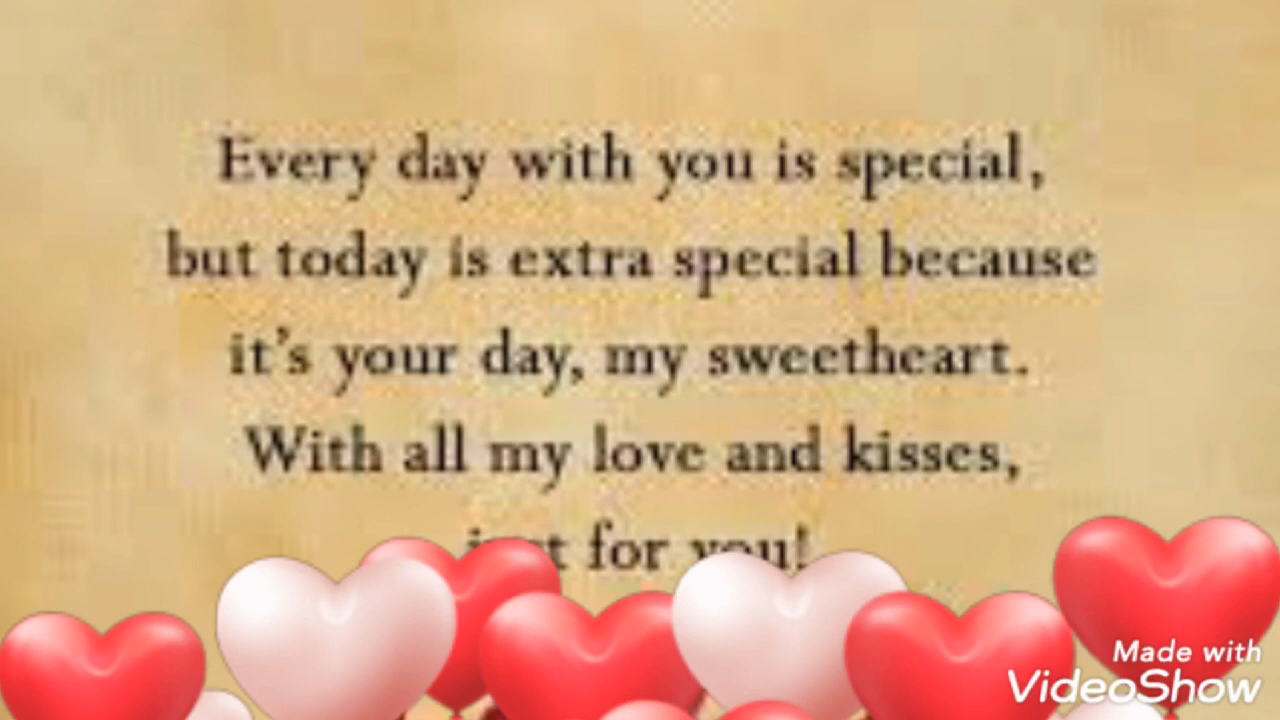 Every day with you is special,
but today is extra special because
it's your day, my sweetheart.
With all my love and kisses,
just for you!
Made with
VideoShow